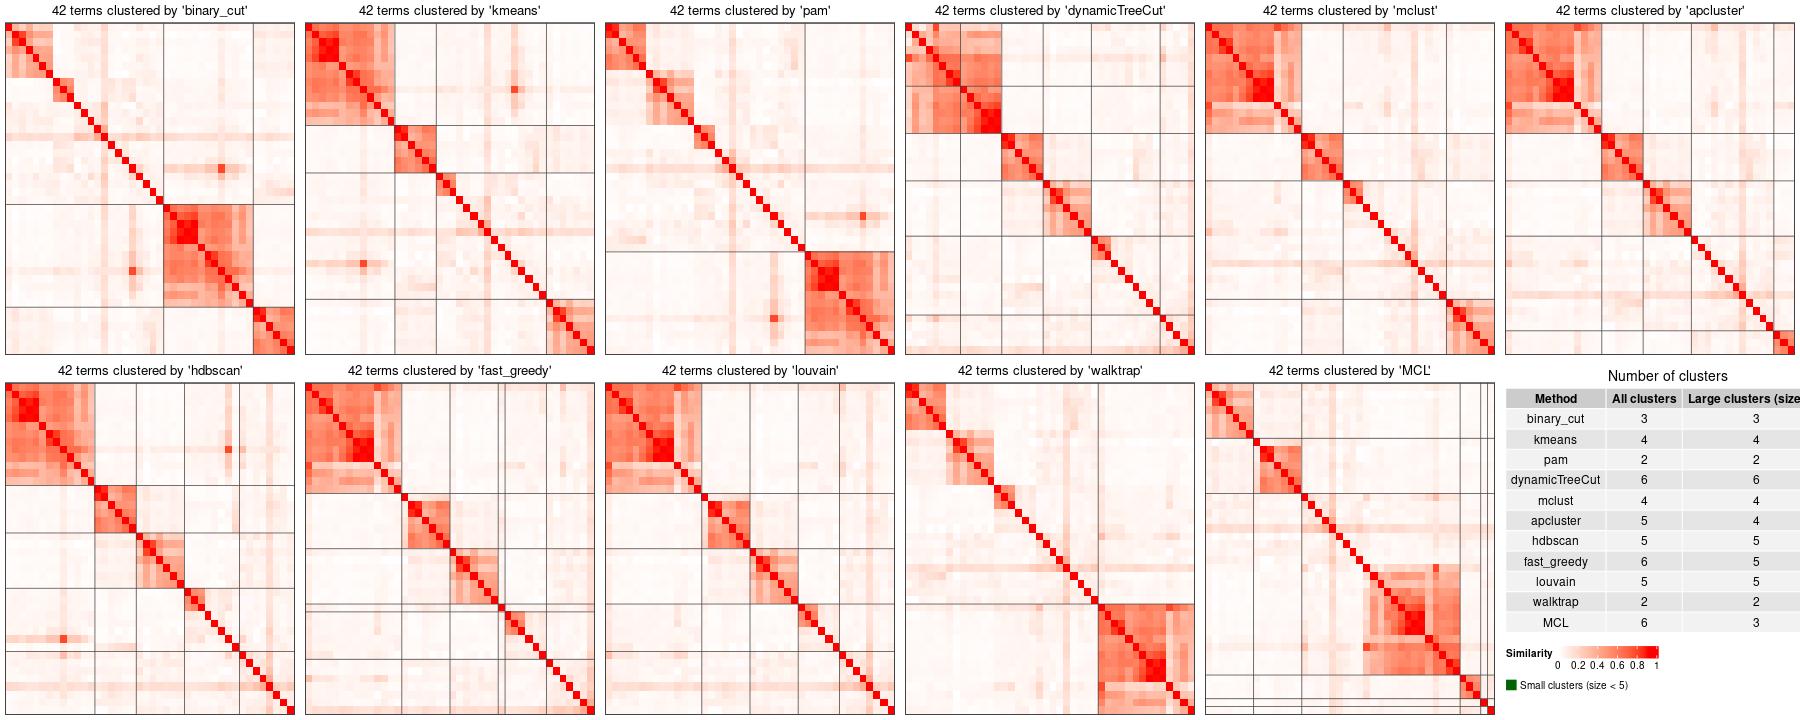 42 terms clustered by 'binary_cut'
42 terms clustered by 'kmeans'
42 terms clustered by 'pam'
42 terms clustered by 'dynamicTreeCut'
42 terms clustered by 'mclust'
42 terms clustered by 'apcluster'
42 terms clustered by 'hdbscan'
42 terms clustered by 'fast_greedy'
42 terms clustered by 'louvain'
42 terms clustered by 'walktrap'
42 terms clustered by 'MCL'
Number of clusters
Method All clusters Large clusters (size
binary_cut 3 3
kmeans 4 4
pam 2 2
dynamicTreeCut 6 6
mclust 4 4
apcluster 5 4
hdbscan 5 5
fast_greedy 6 5
louvain 5 5
walktrap 2 2
MCL 6 3
Similarity
0 0.2 0.4 0.6 0.8 1
Small clusters (size < 5)